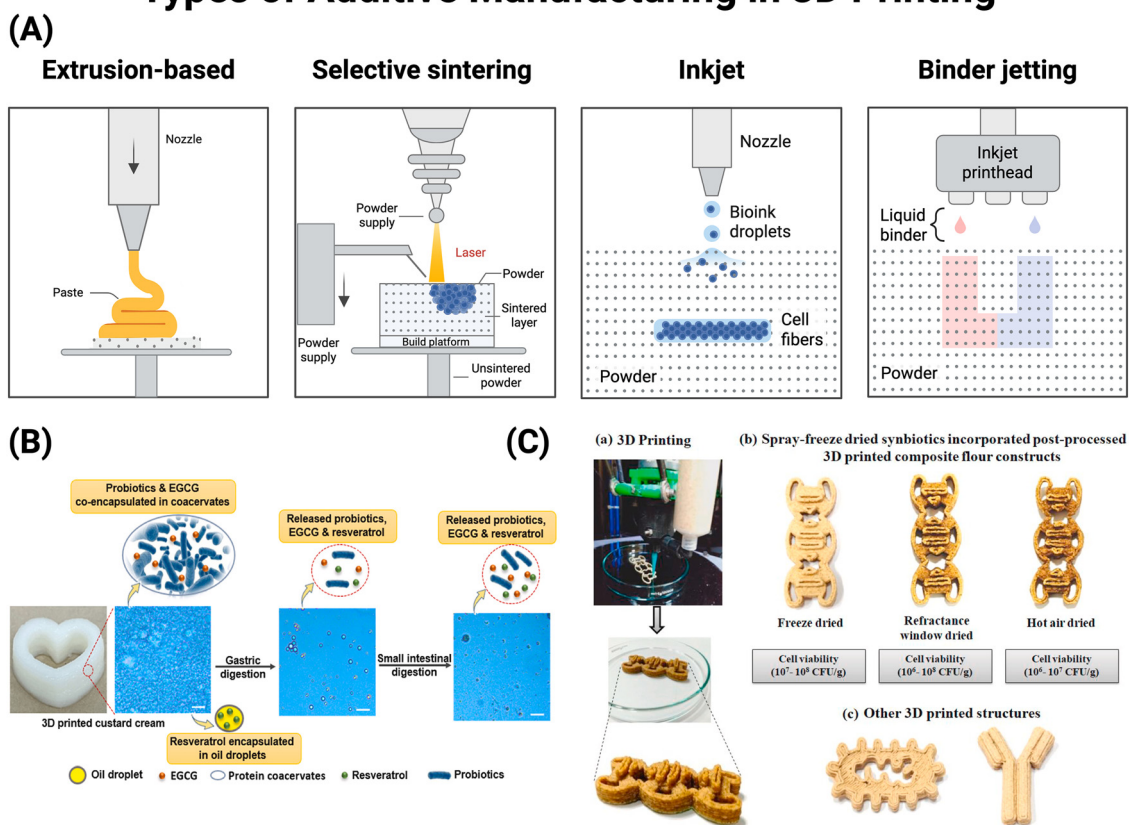 Types of Additive Manufacturing in 3D Printing
(A)
Extrusion-based
Nozzle
Paste
Selective sintering
Powder
supply
Laser
Powder
Sintered
layer
Build platform
Powder
supply
Unsintered
powder
Inkjet
Nozzle
Bioink
droplets
Cell
fibers
Powder
Binder jetting
Inkjet
printhead
Liquid
binder
Powder
(B)
Probiotics & EGCG
co-encapsulated in coacervates
Released probiotics,
EGCG & resveratrol
Released probiotics,
EGCG & resveratrol
Gastric
digestion
Small intestinal
digestion
3D printed custard cream
Resveratrol encapsulated
in oil droplets
Oil droplet
EGCG
Protein coacervates
Resveratrol
Probiotics
(C)
(a) 3D Printing
(b) Spray-freeze dried synbiotics incorporated post-processed
3D printed composite flour constructs
Freeze dried
Refractance
window dried
Hot air dried
Cell viability
(10⁷- 10⁸ CFU/g)
Cell viability
(10⁶- 10⁸ CFU/g)
Cell viability
(10⁶- 10⁷ CFU/g)
(c) Other 3D printed structures